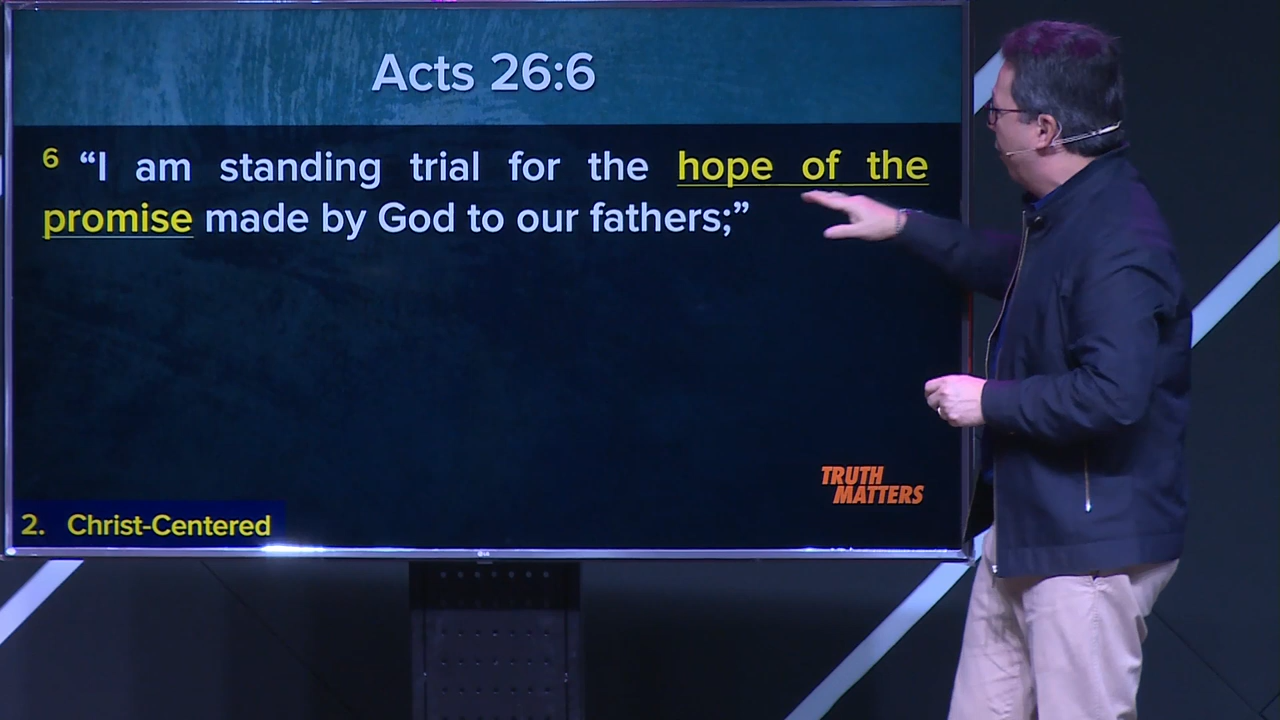 Acts 26:6
6 “I am standing trial for the hope of the
promise made by God to our fathers;”
TRUTH
MATTERS
2. Christ-Centered
LG